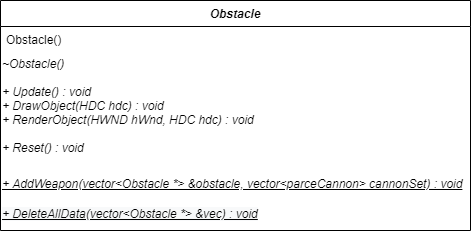 Obstacle
Obstacle()
~Obstacle()
+ Update() : void
+ DrawObject(HDC hdc) : void
+ RenderObject(HWND hWnd, HDC hdc) : void
+ Reset() : void
+ AddWeapon(vector<Obstacle *> &obstacle, vector<parceCannon> cannonSet) : void
+ DeleteAllData(vector<Obstacle *> &vec) : void